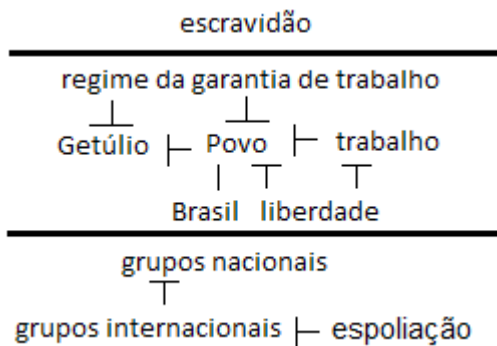 escravidão
regime da garantia de trabalho
Getúlio Povo trabalho
Brasil liberdade
grupos nacionais
grupos internacionais espoliação